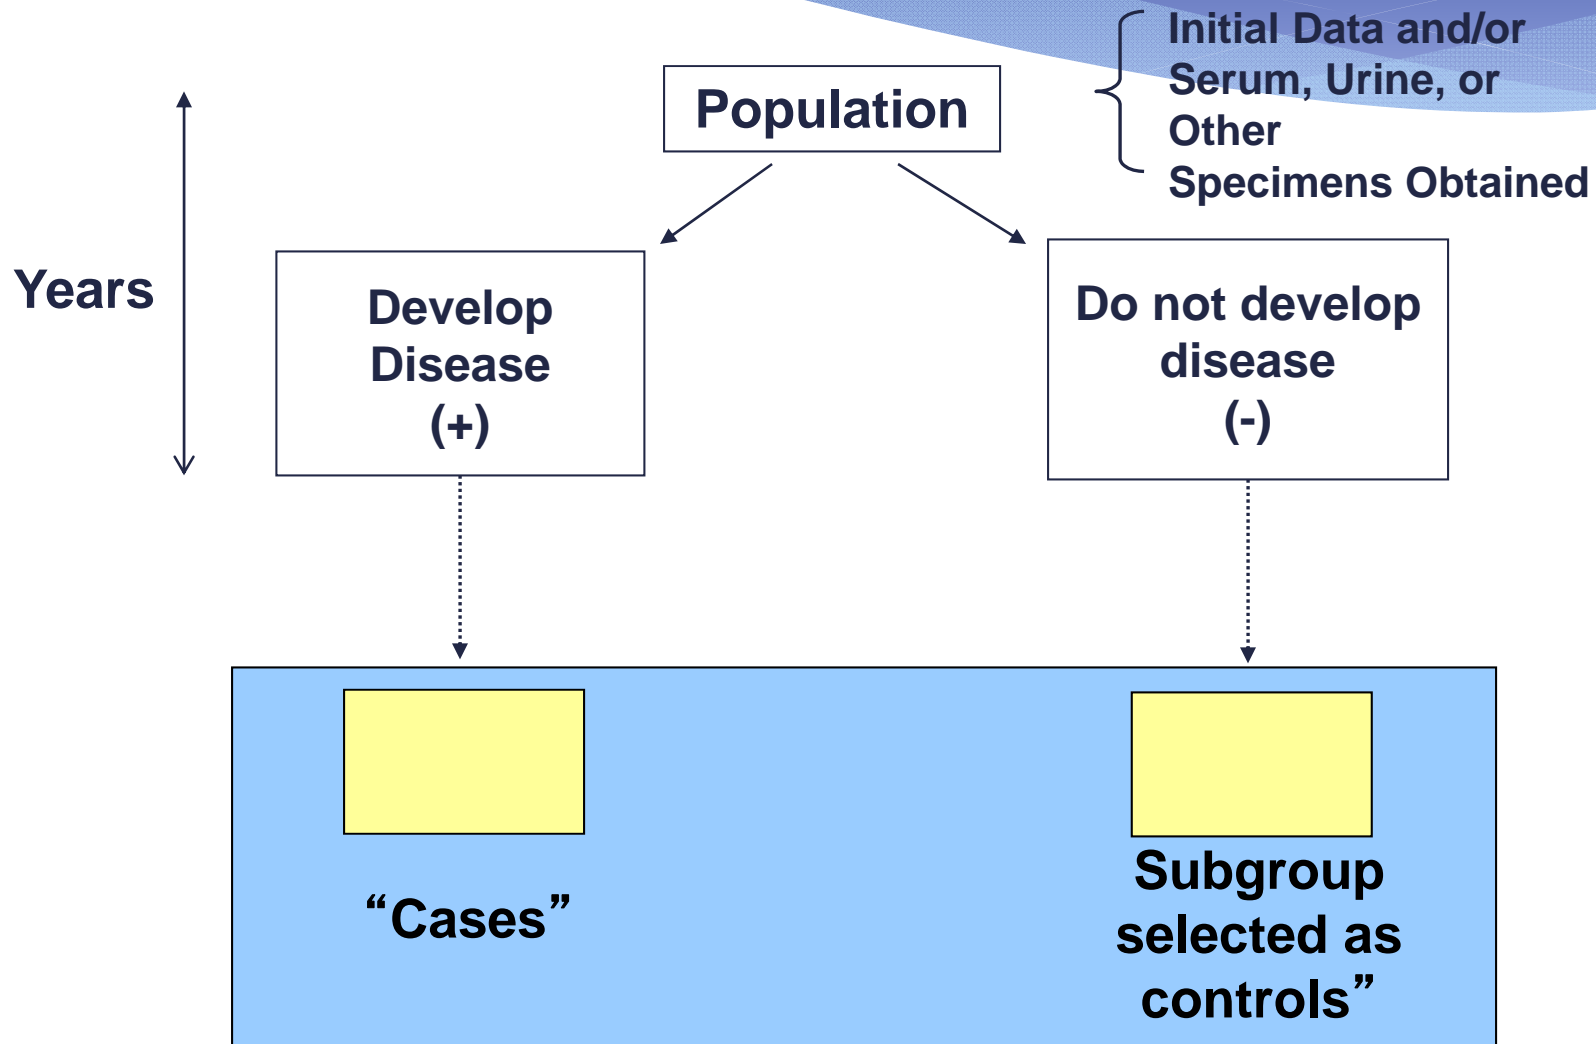 Initial Data and/or
Serum, Urine, or
Other
Specimens Obtained
Population
Years
Develop
Disease
(+)
Do not develop
disease
(-)
“Cases”
Subgroup
selected as
controls”